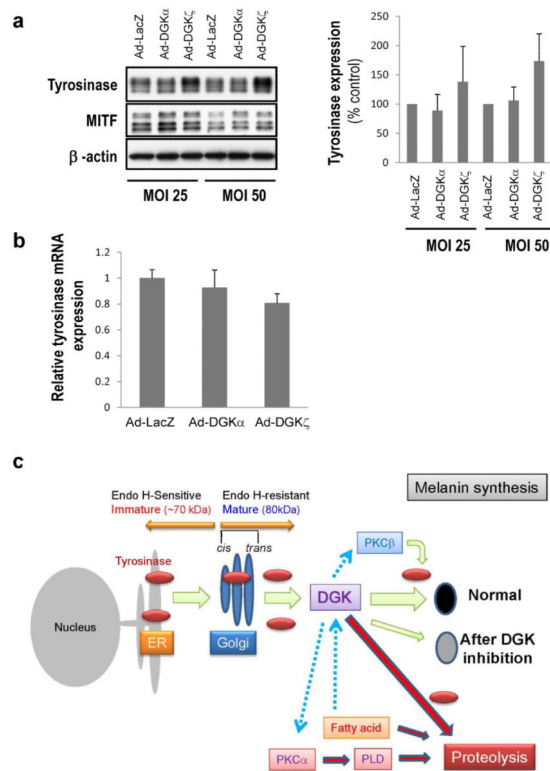 a
Ad-LacZ
Ad-DGKα
Ad-DGKζ
Ad-LacZ
Ad-DGKα
Ad-DGKζ
Tyrosinase
MITF
β -actin
MOI 25
MOI 50
Tyrosinase expression
(% control)
250
200
150
100
50
0
Ad-LacZ
Ad-DGKα
Ad-DGKζ
Ad-LacZ
Ad-DGKα
Ad-DGKζ
MOI 25
MOI 50
b
Relative tyrosinase mRNA
expression
1.2
1
0.8
0.6
0.4
0.2
0
Ad-LacZ
Ad-DGKα
Ad-DGKζ
c
Melanin synthesis
Endo H-Sensitive
Immature (~70 kDa)
Endo H-resistant
Mature (80kDa)
cis
trans
Tyrosinase
PKCβ
Nucleus
DGK
Normal
ER
Golgi
After DGK
inhibition
Fatty acid
PKCα
PLD
Proteolysis